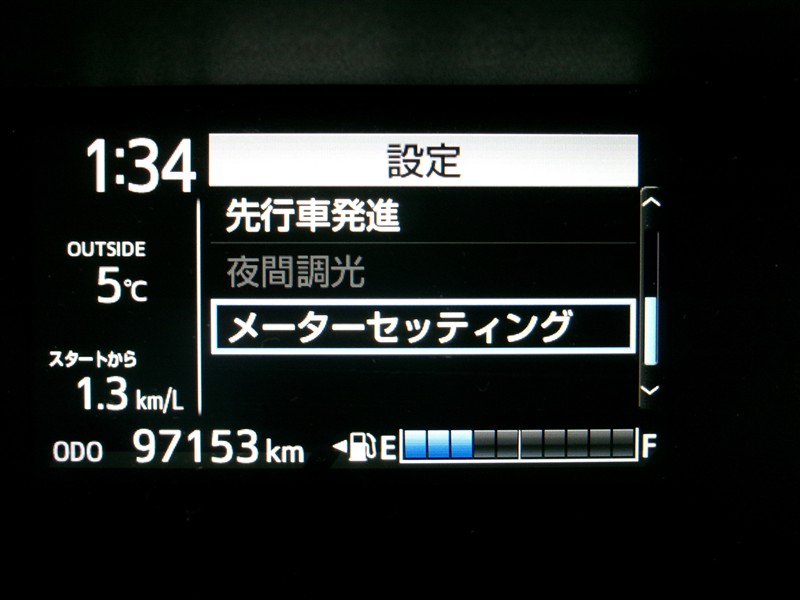 1:34
設定
先行車発進
OUTSIDE
5℃
夜間調光
メーターセッティング
スタートから
1.3 km/L
ODO 97153 km E F